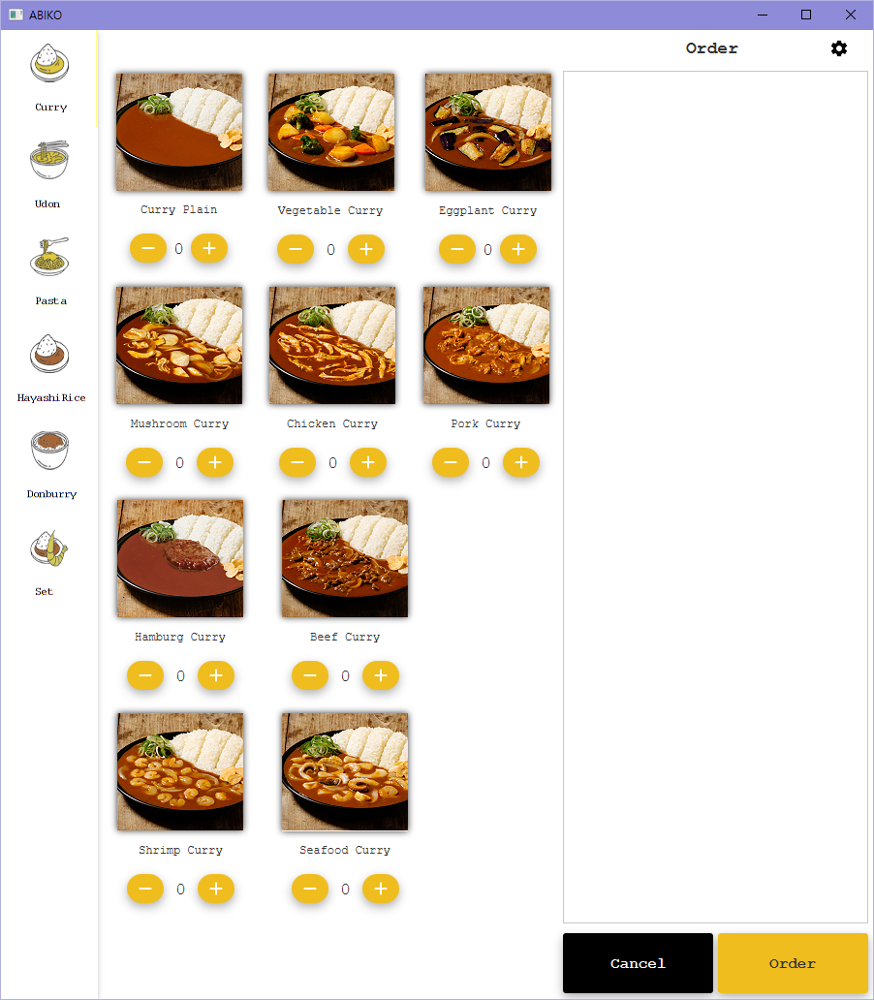 ABIKO
Order
Curry
Udon
Pasta
HayashiRice
Donburry
Set
Curry Plain
Vegetable Curry
Eggplant Curry
0
0
0
Mushroom Curry
Chicken Curry
Pork Curry
0
0
0
Hamburg Curry
Beef Curry
0
0
Shrimp Curry
Seafood Curry
0
0
Cancel
Order